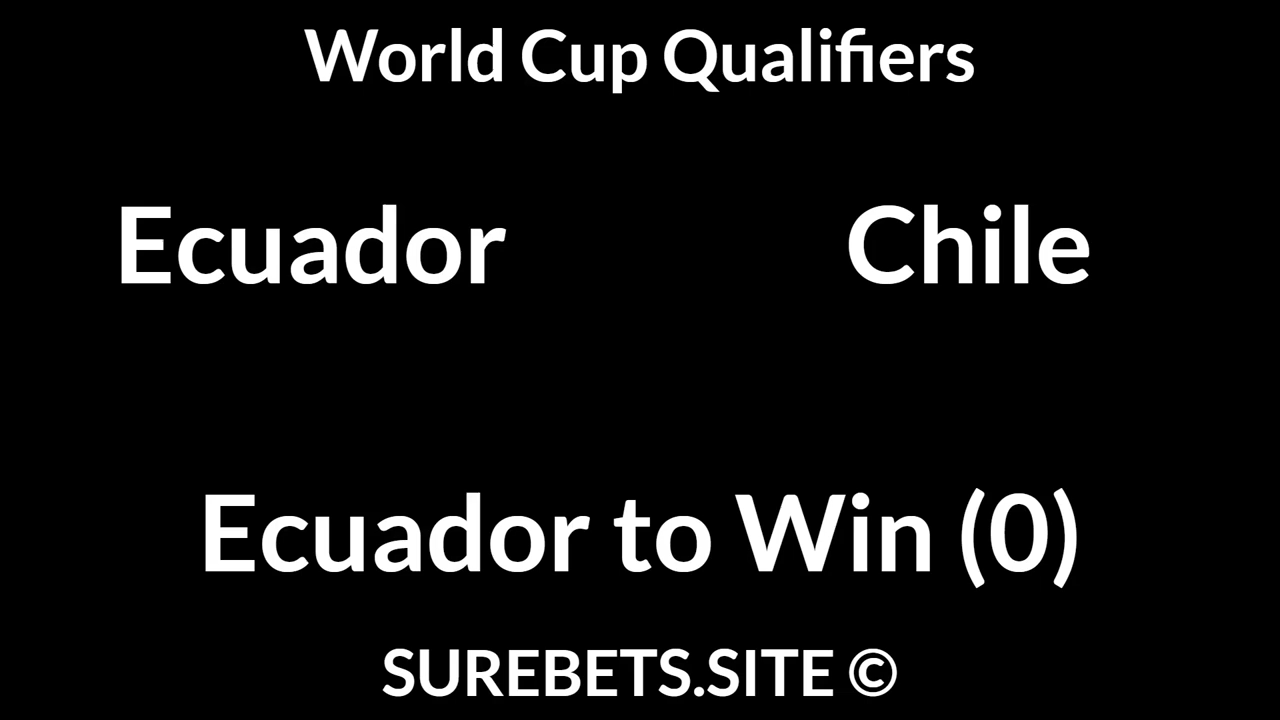 World Cup Qualifiers
Ecuador Chile
Ecuador to Win (0)
SUREBETS.SITE ©